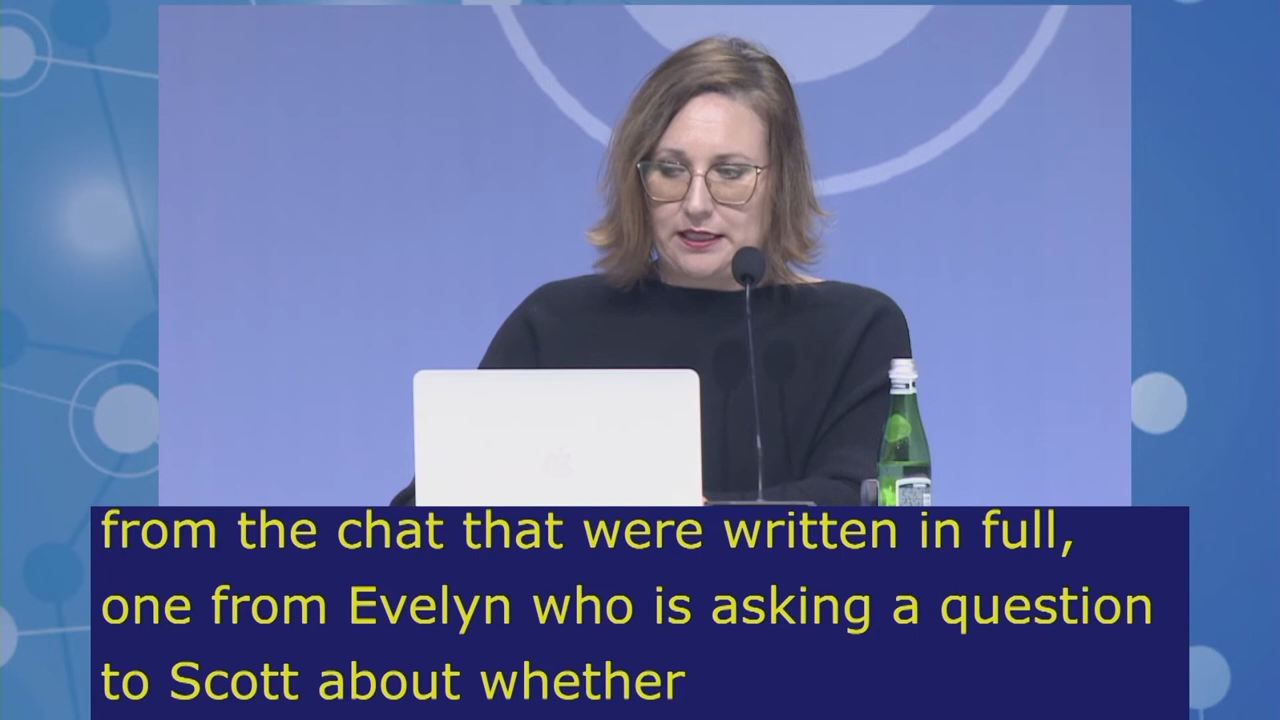 from the chat that were written in full,
one from Evelyn who is asking a question
to Scott about whether